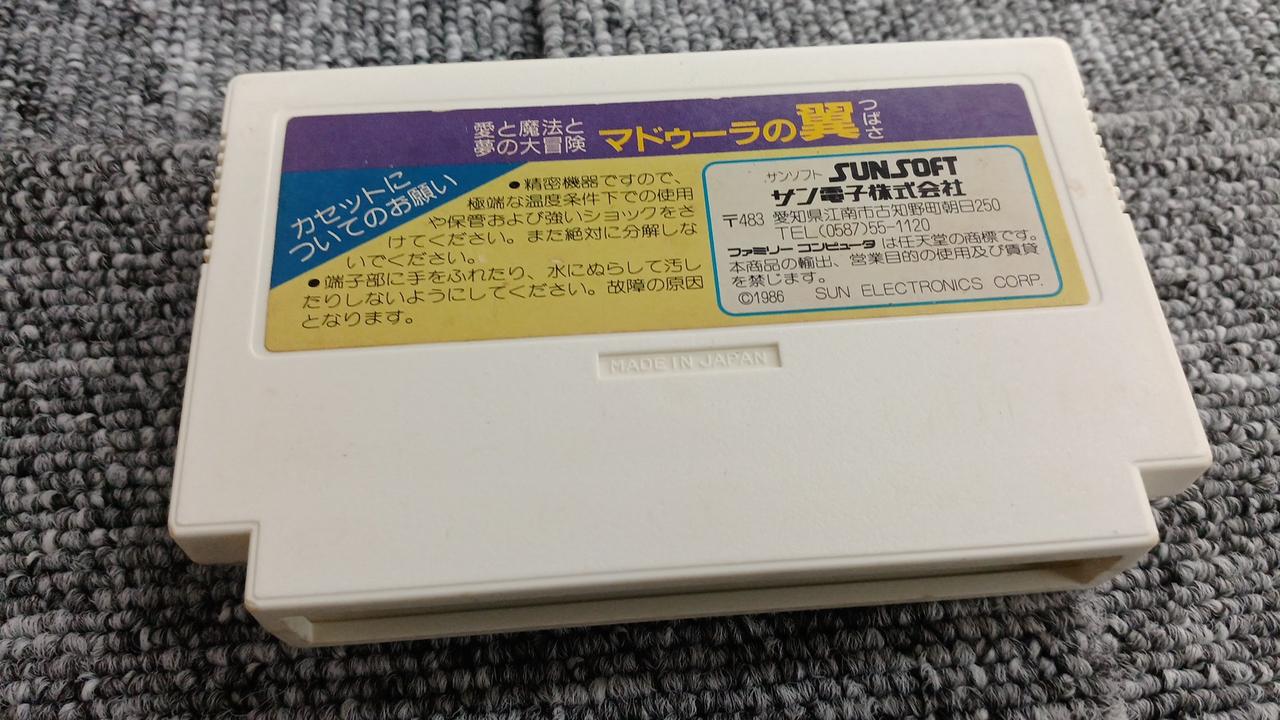 愛と魔法と
夢の大冒険
マドゥーラの翼
つばさ
カセットに
ついてのお願い
●精密機器ですので、
極端な温度条件下での使用
や保管および強いショックをさ
けてください。また絶対に分解しな
いでください。
●端子部に手をふれたり、水にぬらして汚し
たりしないようにしてください。故障の原因
となります。
サンソフト SUNSOFT
サン電子株式会社
〒483 愛知県江南市古知野町朝日250
TEL(0587)55-1120
ファミリーコンピュータ は任天堂の商標です。
本商品の輸出、営業目的の使用及び賃貸
を禁じます。
©1986 SUN ELECTRONICS CORP.
MADE IN JAPAN